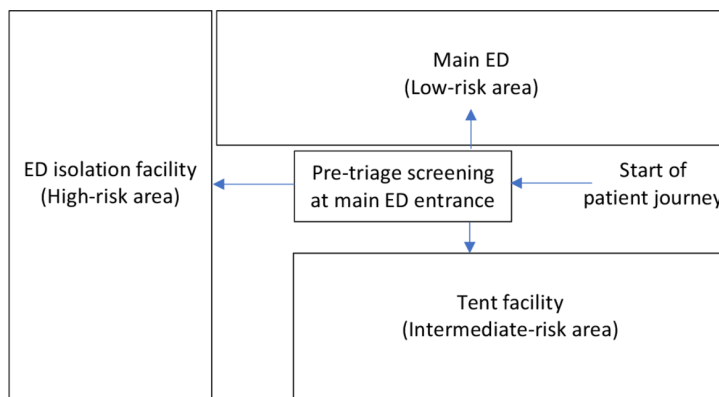 Main ED
(Low-risk area)
ED isolation facility
(High-risk area)
Pre-triage screening
at main ED entrance
Start of
patient journey
Tent facility
(Intermediate-risk area)